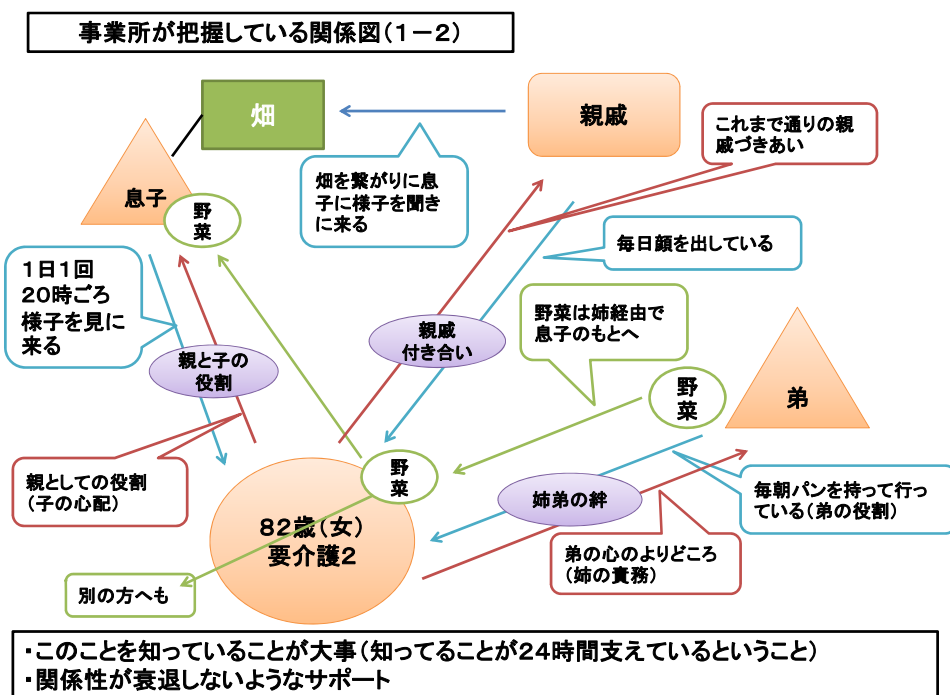 事業所が把握している関係図(1-2)
畑
親戚
これまで通りの親
戚づきあい
息子
野
菜
畑を繋がりに息
子に様子を聞き
に来る
毎日顔を出している
1日1回
20時ごろ
様子を見に
来る
野菜は姉経由で
息子のもとへ
親戚
付き合い
親と子の
役割
野
菜
弟
親としての役割
(子の心配)
野
菜
姉弟の絆
毎朝パンを持って行っ
ている(弟の役割)
82歳(女)
要介護2
弟の心のよりどころ
(姉の責務)
別の方へも
・このことを知っていることが大事(知ってることが24時間支えているということ)
・関係性が衰退しないようなサポート